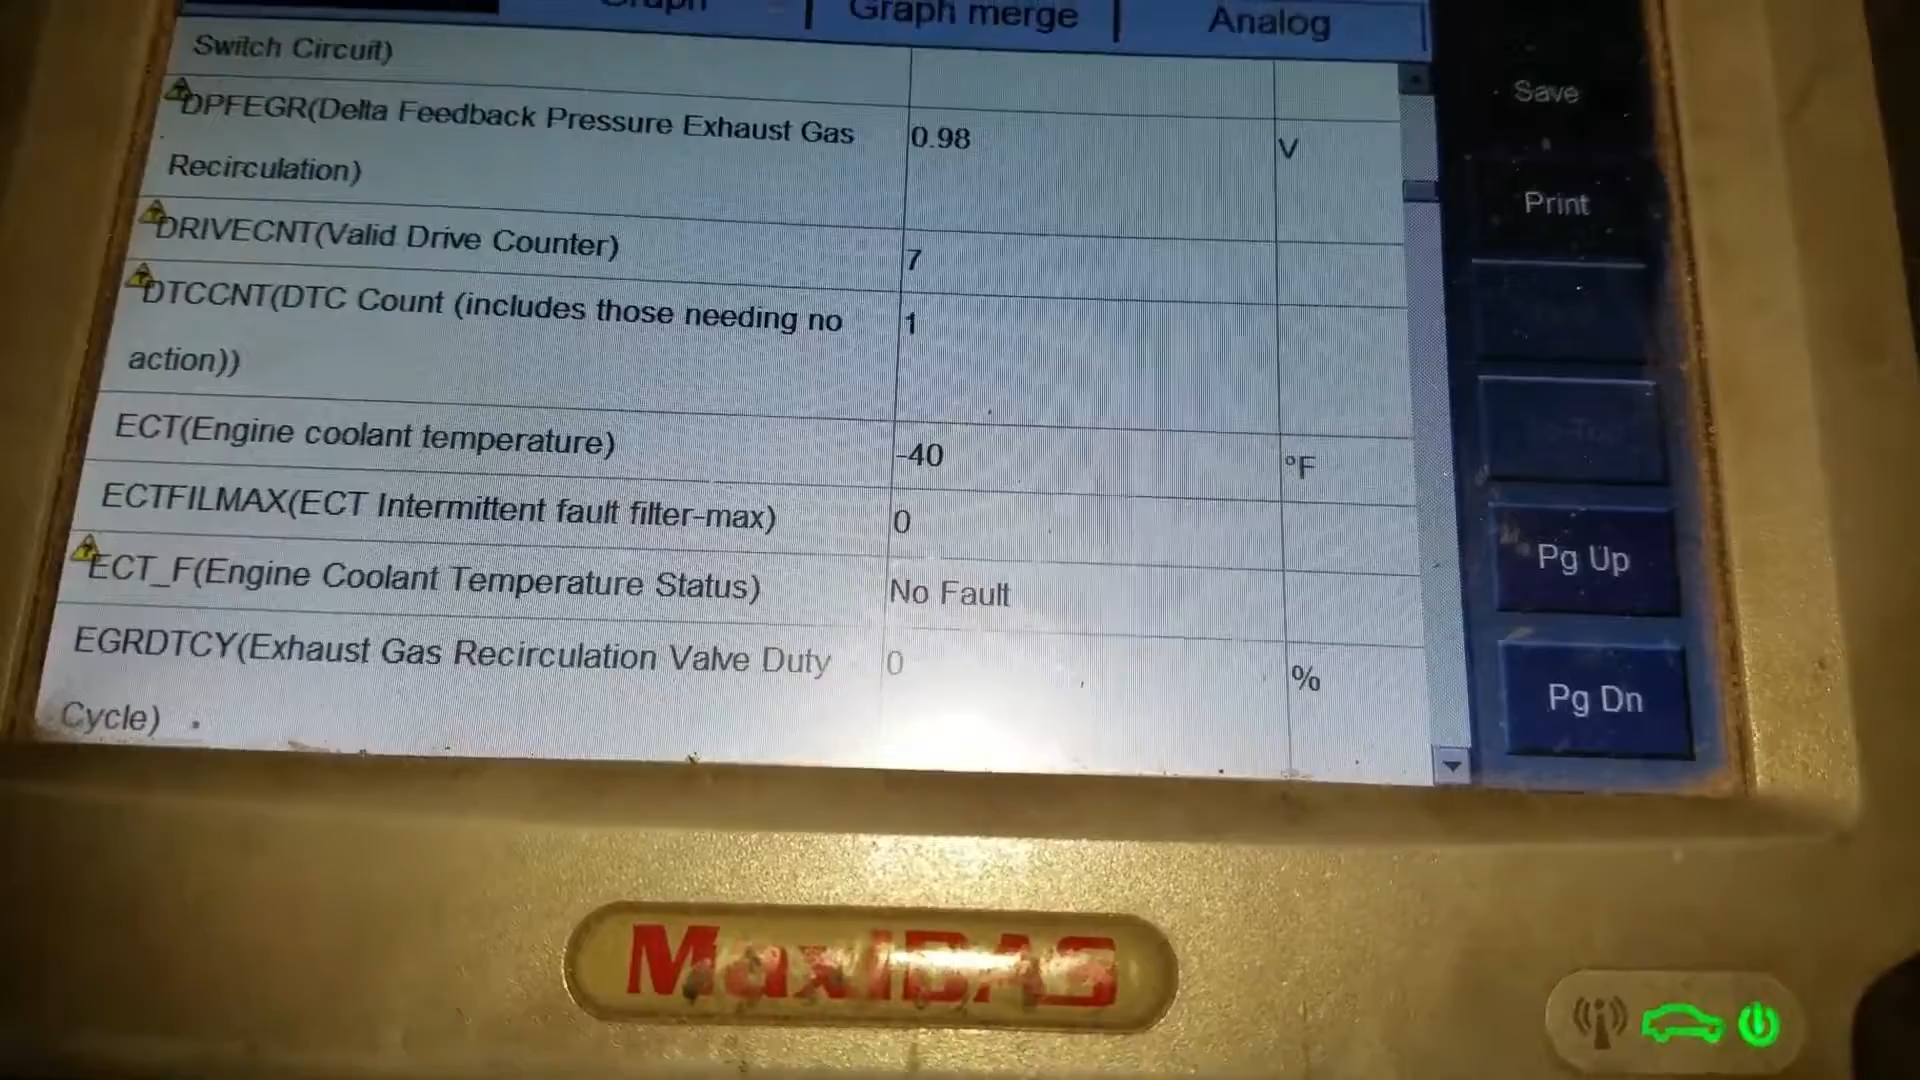 Graph
Graph merge
Analog
Switch Circuit)
Save
DPFEGR(Delta Feedback Pressure Exhaust Gas
Recirculation)
0.98
V
Print
DRIVECNT(Valid Drive Counter)
7
DTCCNT(DTC Count (includes those needing no
action))
1
ECT(Engine coolant temperature)
-40
°F
ECTFILMAX(ECT Intermittent fault filter-max)
0
Pg Up
ECT_F(Engine Coolant Temperature Status)
No Fault
EGRDTCY(Exhaust Gas Recirculation Valve Duty
Cycle)
0
%
Pg Dn
MaxiDAS